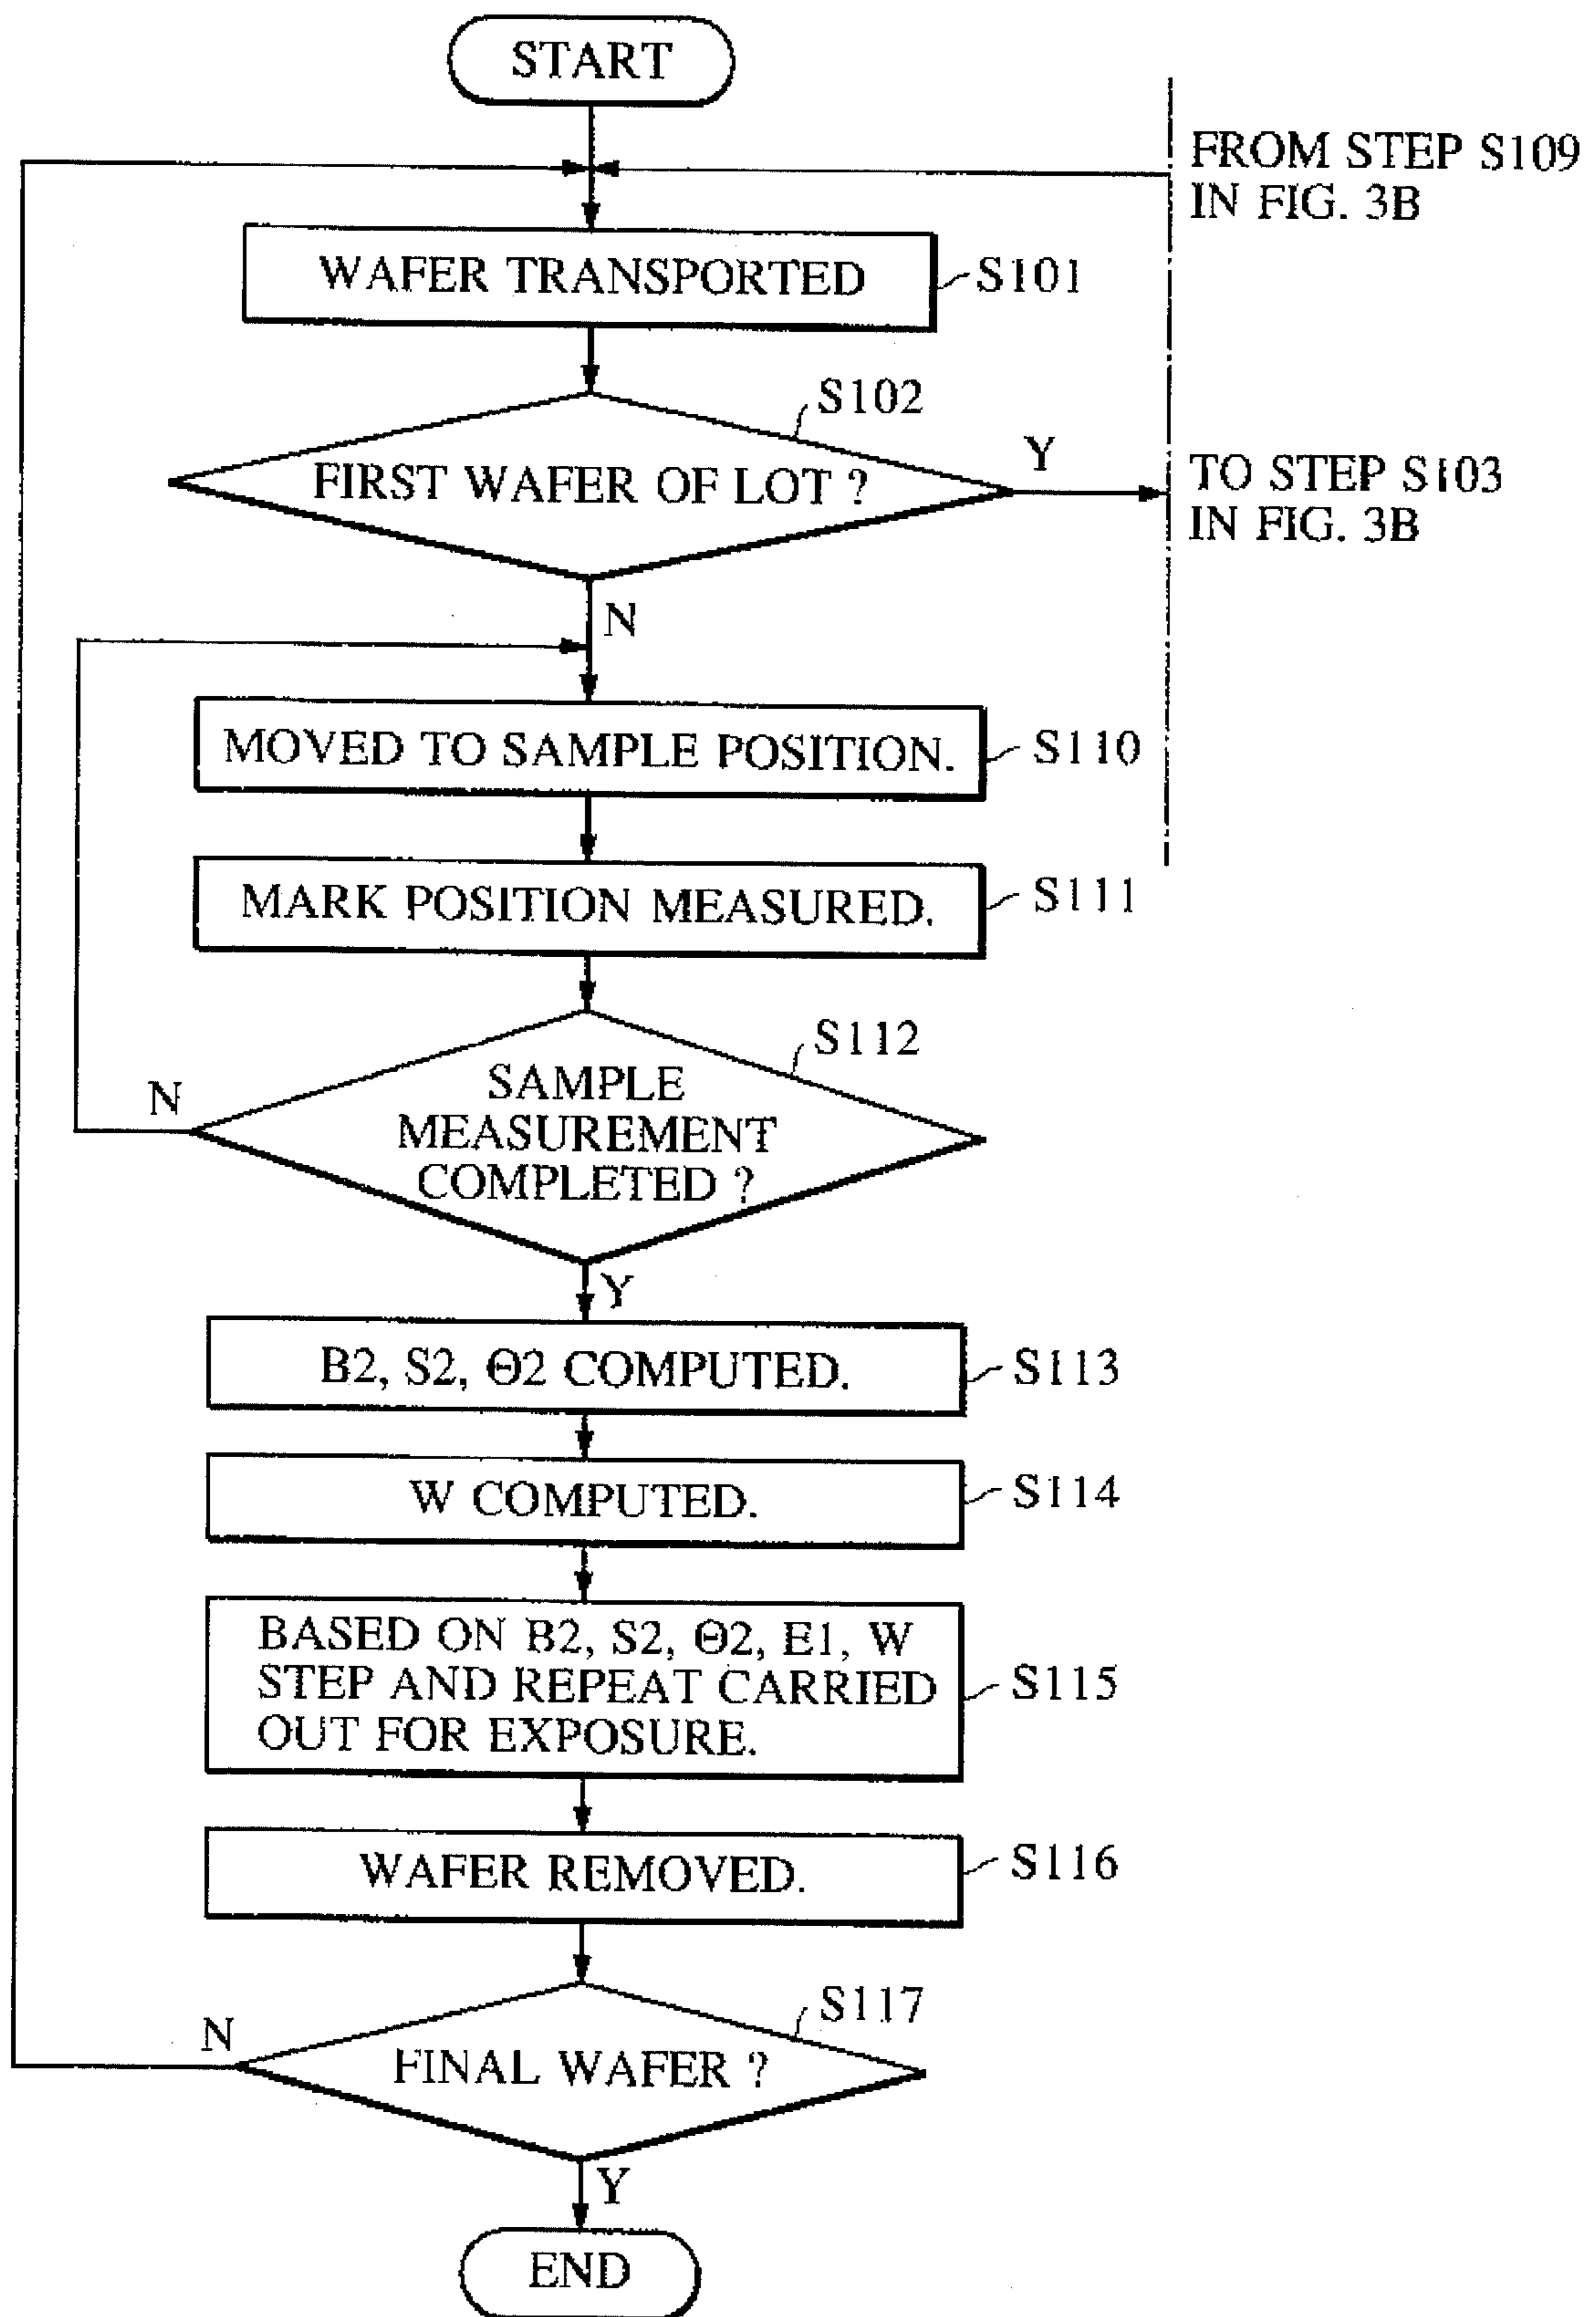 START
FROM STEP S109
IN FIG. 3B
WAFER TRANSPORTED
S101
S102
FIRST WAFER OF LOT ?
Y
TO STEP S103
IN FIG. 3B
N
MOVED TO SAMPLE POSITION.
S110
MARK POSITION MEASURED.
S111
S112
N
SAMPLE
MEASUREMENT
COMPLETED ?
Y
B2, S2, Θ2 COMPUTED.
S113
W COMPUTED.
S114
BASED ON B2, S2, Θ2, E1, W
STEP AND REPEAT CARRIED
OUT FOR EXPOSURE.
S115
WAFER REMOVED.
S116
S117
N
FINAL WAFER ?
Y
END